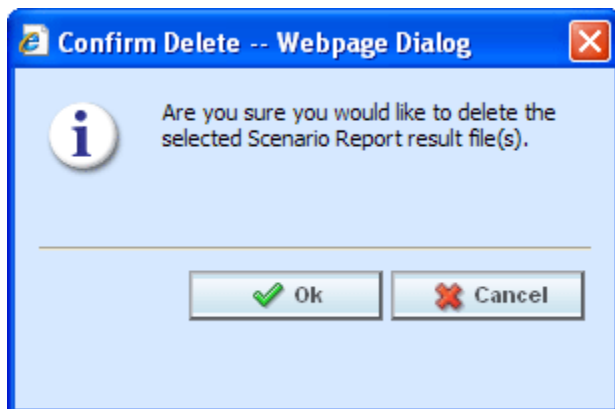 Confirm Delete -- Webpage Dialog
Are you sure you would like to delete the
selected Scenario Report result file(s).
Ok
Cancel